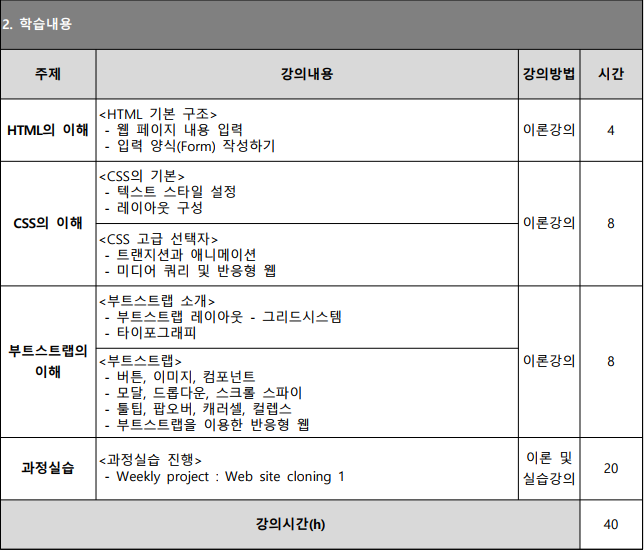 2. 학습내용
주제 강의내용 강의방법 시간
HTML의 이해
<HTML 기본 구조>
- 웹 페이지 내용 입력
- 입력 양식(Form) 작성하기
이론강의
4
CSS의 이해
<CSS의 기본>
- 텍스트 스타일 설정
- 레이아웃 구성
<CSS 고급 선택자>
- 트랜지션과 애니메이션
- 미디어 쿼리 및 반응형 웹
이론강의
8
부트스트랩의
이해
<부트스트랩 소개>
- 부트스트랩 레이아웃 - 그리드시스템
- 타이포그래피
<부트스트랩>
- 버튼, 이미지, 컴포넌트
- 모달, 드롭다운, 스크롤 스파이
- 툴팁, 팝오버, 캐러셀, 컬렙스
- 부트스트랩을 이용한 반응형 웹
이론강의
8
과정실습
<과정실습 진행>
- Weekly project : Web site cloning 1
이론 및
실습강의
20
강의시간(h) 40